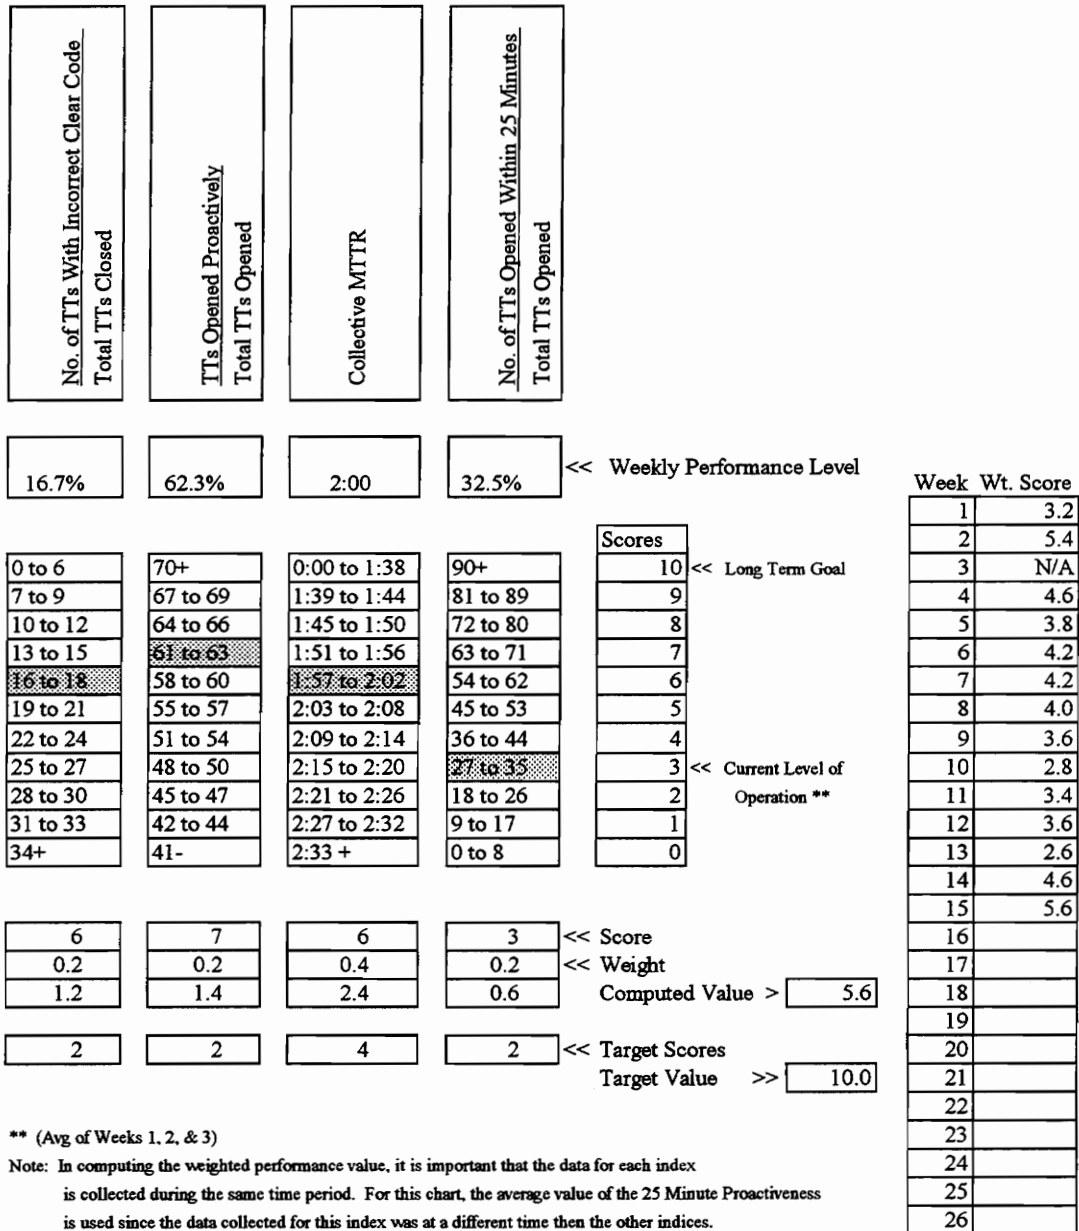 No. of TTs With Incorrect Clear Code
Total TTs Closed
TTs Opened Proactively
Total TTs Opened
Collective MTTR
No. of TTs Opened Within 25 Minutes
Total TTs Opened
16.7% 62.3% 2:00 32.5% << Weekly Performance Level
Scores
0 to 6 70+ 0:00 to 1:38 90+ 10 << Long Term Goal
7 to 9 67 to 69 1:39 to 1:44 81 to 89 9
10 to 12 64 to 66 1:45 to 1:50 72 to 80 8
13 to 15 61 to 63 1:51 to 1:56 63 to 71 7
16 to 18 58 to 60 1:57 to 2:02 54 to 62 6
19 to 21 55 to 57 2:03 to 2:08 45 to 53 5
22 to 24 51 to 54 2:09 to 2:14 36 to 44 4
25 to 27 48 to 50 2:15 to 2:20 27 to 35 3 << Current Level of
28 to 30 45 to 47 2:21 to 2:26 18 to 26 2 Operation **
31 to 33 42 to 44 2:27 to 2:32 9 to 17 1
34+ 41- 2:33 + 0 to 8 0
6 7 6 3 << Score
0.2 0.2 0.4 0.2 << Weight
1.2 1.4 2.4 0.6 Computed Value > 5.6
2 2 4 2 << Target Scores
Target Value >> 10.0
Week Wt. Score
1 3.2
2 5.4
3 N/A
4 4.6
5 3.8
6 4.2
7 4.2
8 4.0
9 3.6
10 2.8
11 3.4
12 3.6
13 2.6
14 4.6
15 5.6
16
17
18
19
20
21
22
23
24
25
26
** (Avg of Weeks 1, 2, & 3)
Note: In computing the weighted performance value, it is important that the data for each index
is collected during the same time period. For this chart, the average value of the 25 Minute Proactiveness
is used since the data collected for this index was at a different time then the other indices.